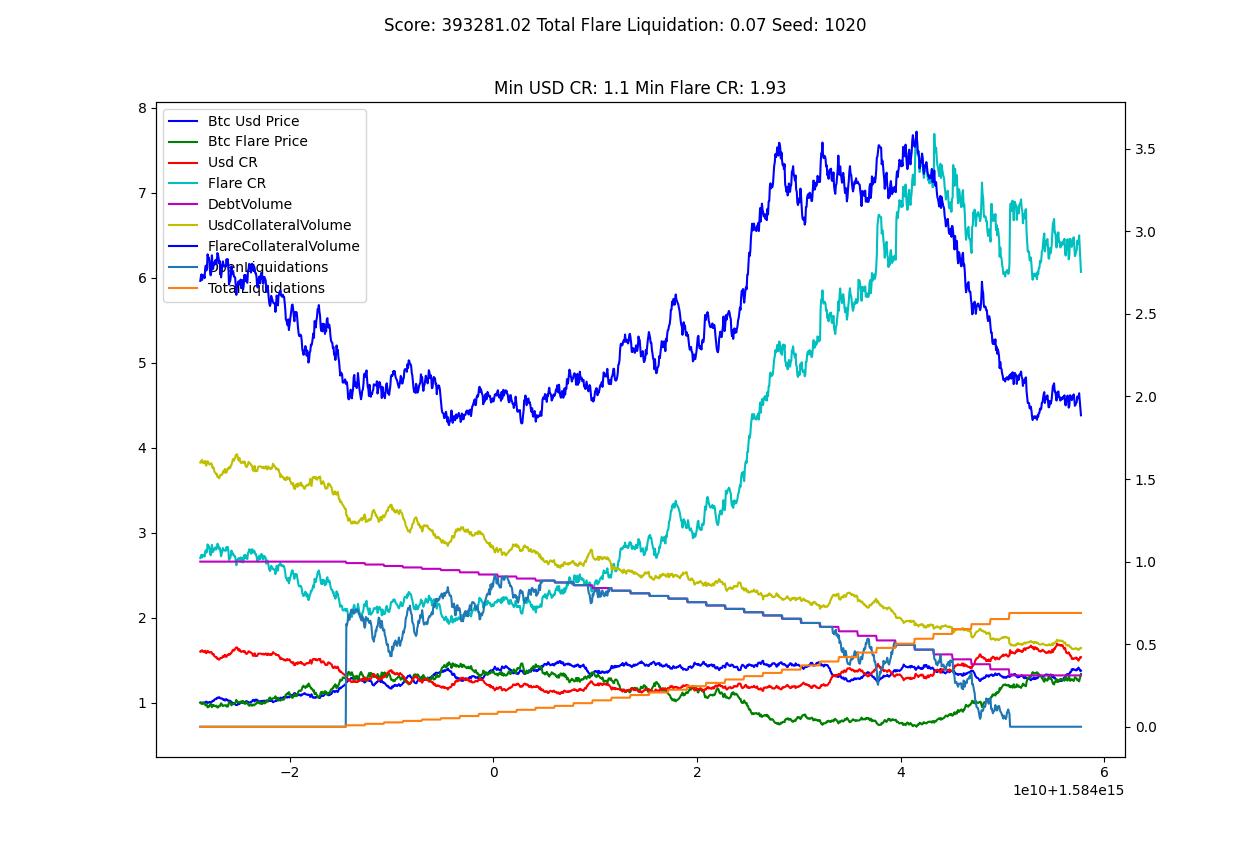 Score: 393281.02 Total Flare Liquidation: 0.07 Seed: 1020
Min USD CR: 1.1 Min Flare CR: 1.93
Btc Usd Price
Btc Flare Price
Usd CR
Flare CR
DebtVolume
UsdCollateralVolume
FlareCollateralVolume
OpenLiquidations
TotalLiquidations
8
7
6
5
4
3
2
1
3.5
3.0
2.5
2.0
1.5
1.0
0.5
0.0
−2
0
2
4
6
1e10+1.584e15